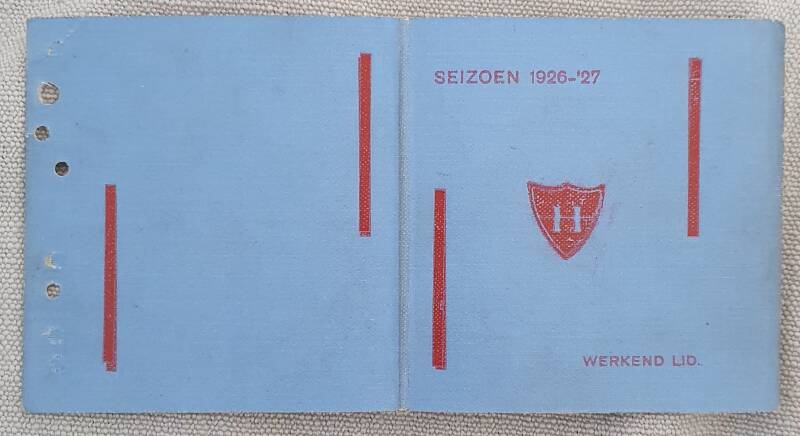 SEIZOEN 1926-'27
H
WERKEND LID.